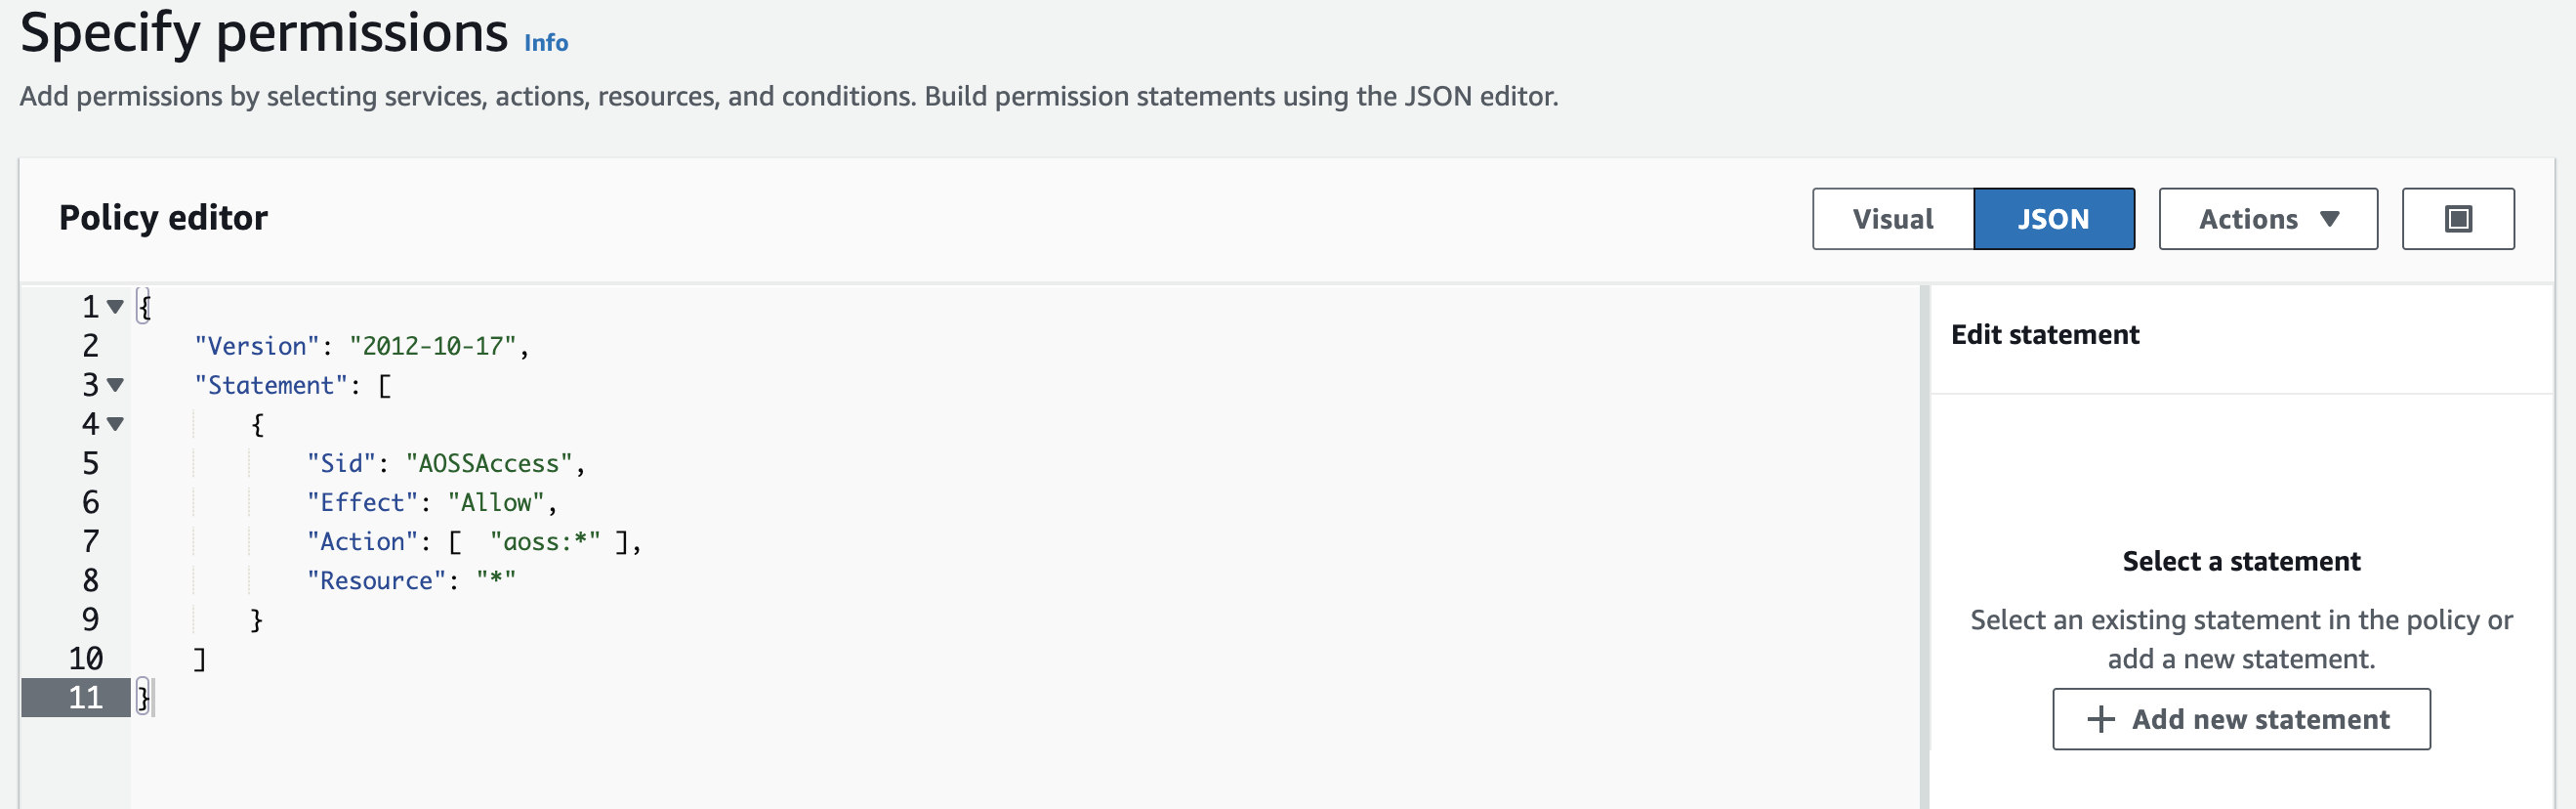 Specify permissions Info
Add permissions by selecting services, actions, resources, and conditions. Build permission statements using the JSON editor.
Policy editor
Visual JSON Actions
1 {
2 "Version": "2012-10-17",
3 "Statement": [
4 {
5 "Sid": "AOSSAccess",
6 "Effect": "Allow",
7 "Action": [  "aoss:*" ],
8 "Resource": "*"
9 }
10 ]
11 }
Edit statement
Select a statement
Select an existing statement in the policy or
add a new statement.
+ Add new statement